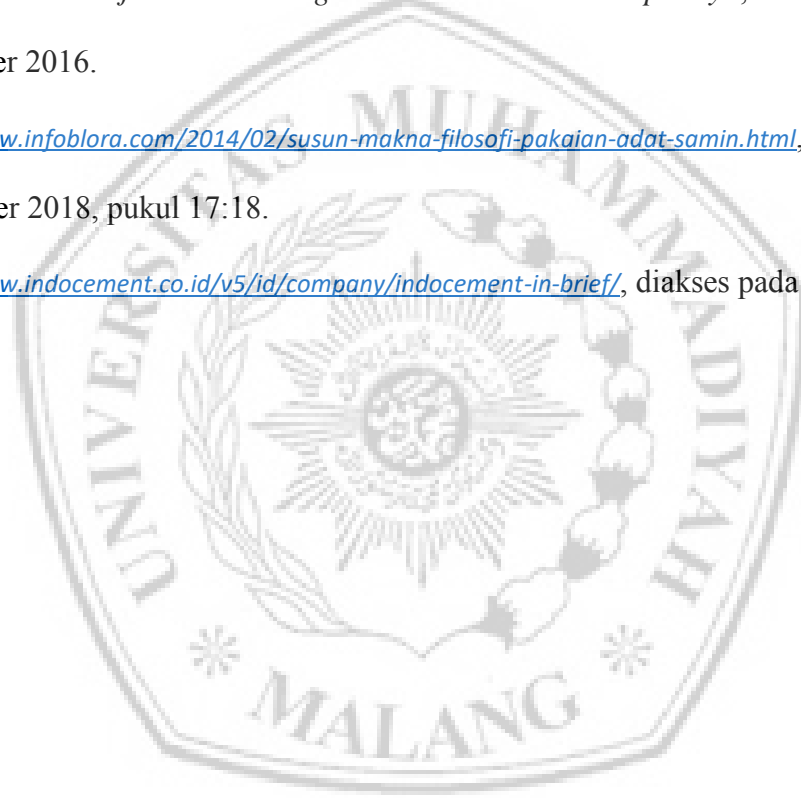 er 2016.
w.infoblora.com/2014/02/susun-makna-filosofi-pakaian-adat-samin.html,
er 2018, pukul 17:18.
w.indocement.co.id/v5/id/company/indocement-in-brief/, diakses pada
UNIVERSITAS MUHAMMADIYAH
MALANG